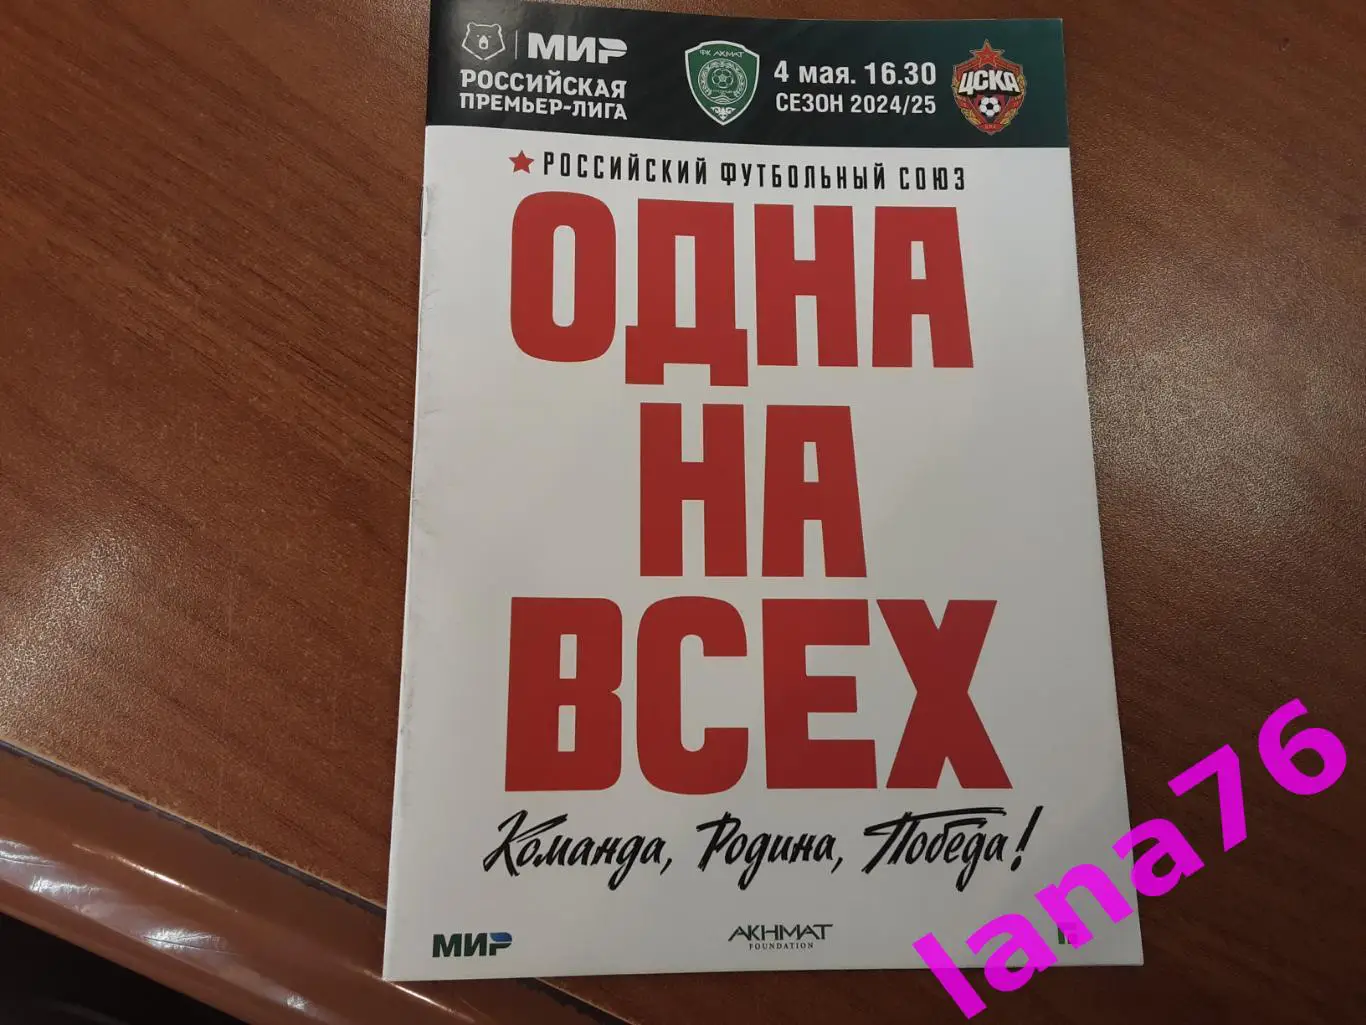 МИР
РОССИЙСКАЯ
ПРЕМЬЕР-ЛИГА
ФК АХМАТ
4 мая. 16.30
СЕЗОН 2024/25
ЦСКА
РОССИЙСКИЙ ФУТБОЛЬНЫЙ СОЮЗ
ОДНА
НА
ВСЕХ
Команда, Родина, Победа!
МИР
AKHMAT
FOUNDATION
lana76